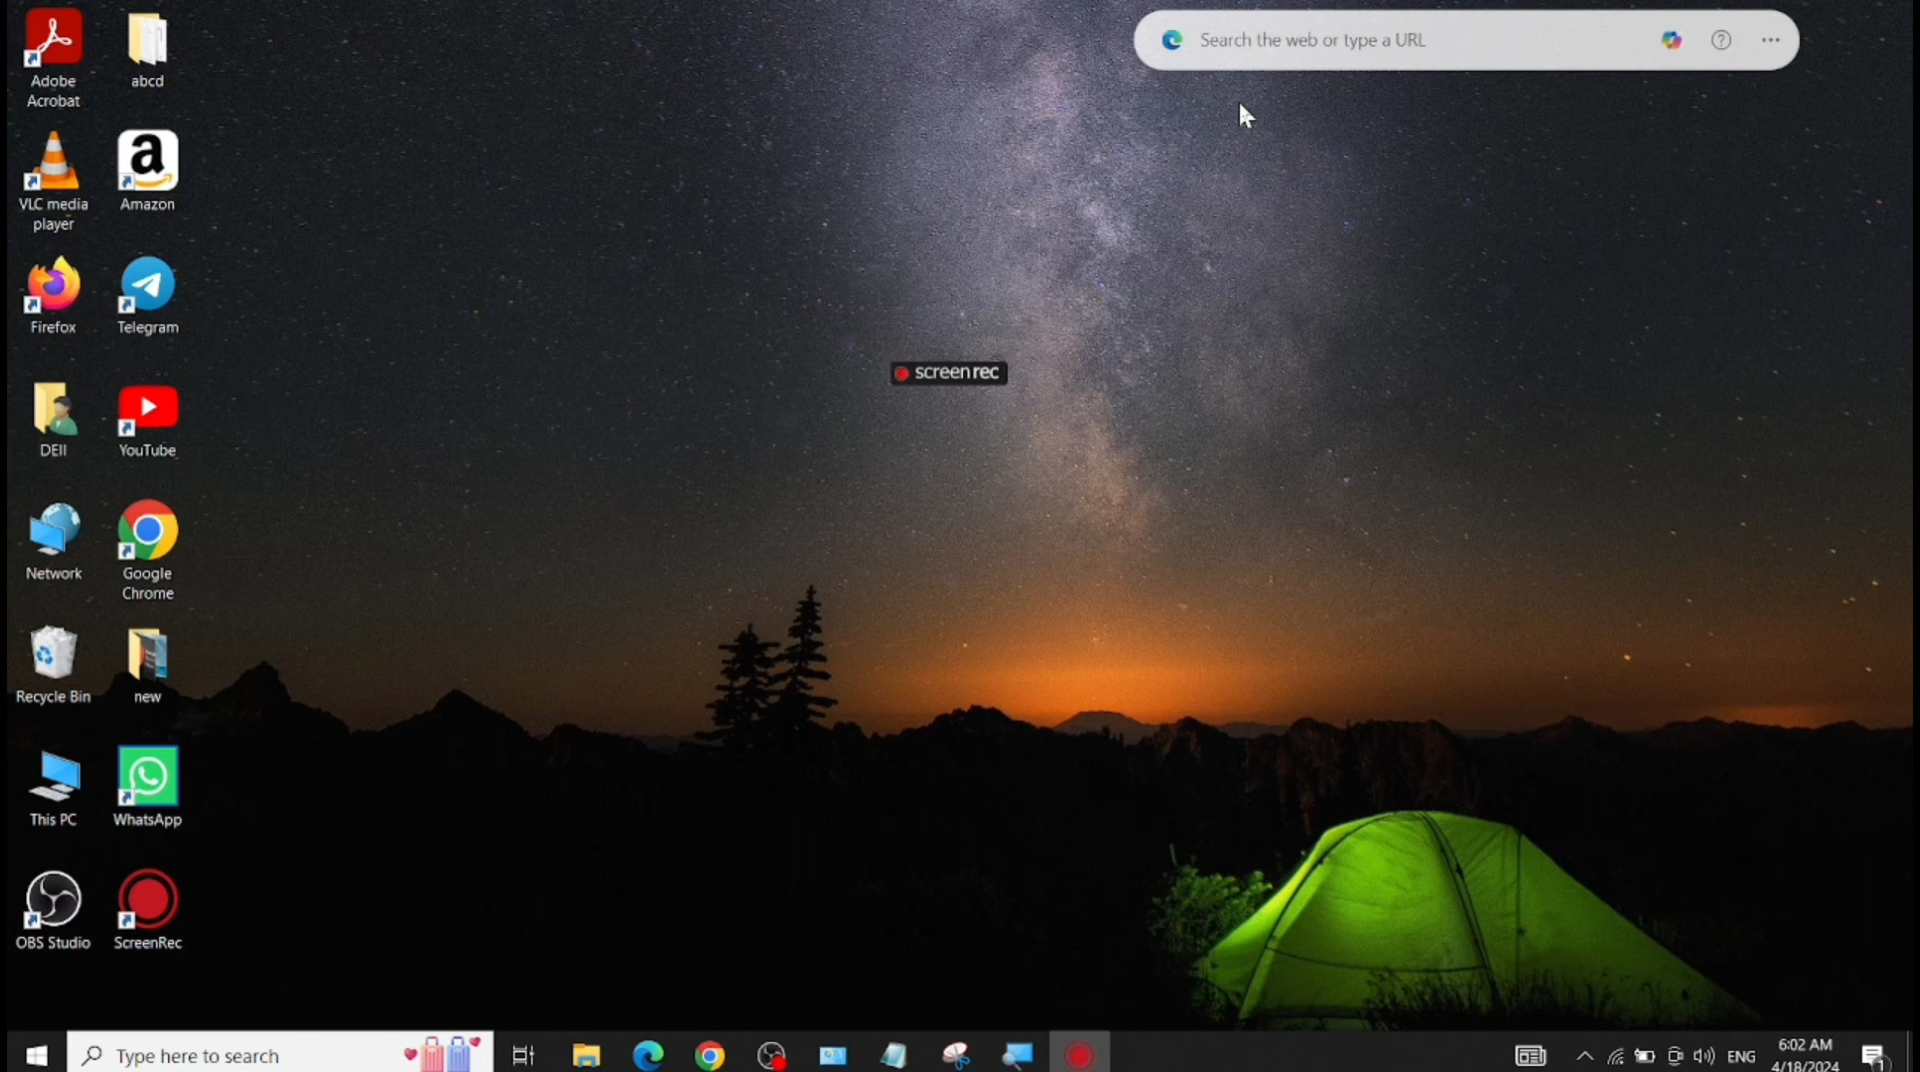 Search the web or type a URL
Adobe
Acrobat
abcd
VLC media
player
Amazon
Firefox
Telegram
screenrec
DEll
YouTube
Network
Google
Chrome
Recycle Bin
new
This PC
WhatsApp
OBS Studio
ScreenRec
Type here to search
ENG
6:02 AM
4/18/2024
1